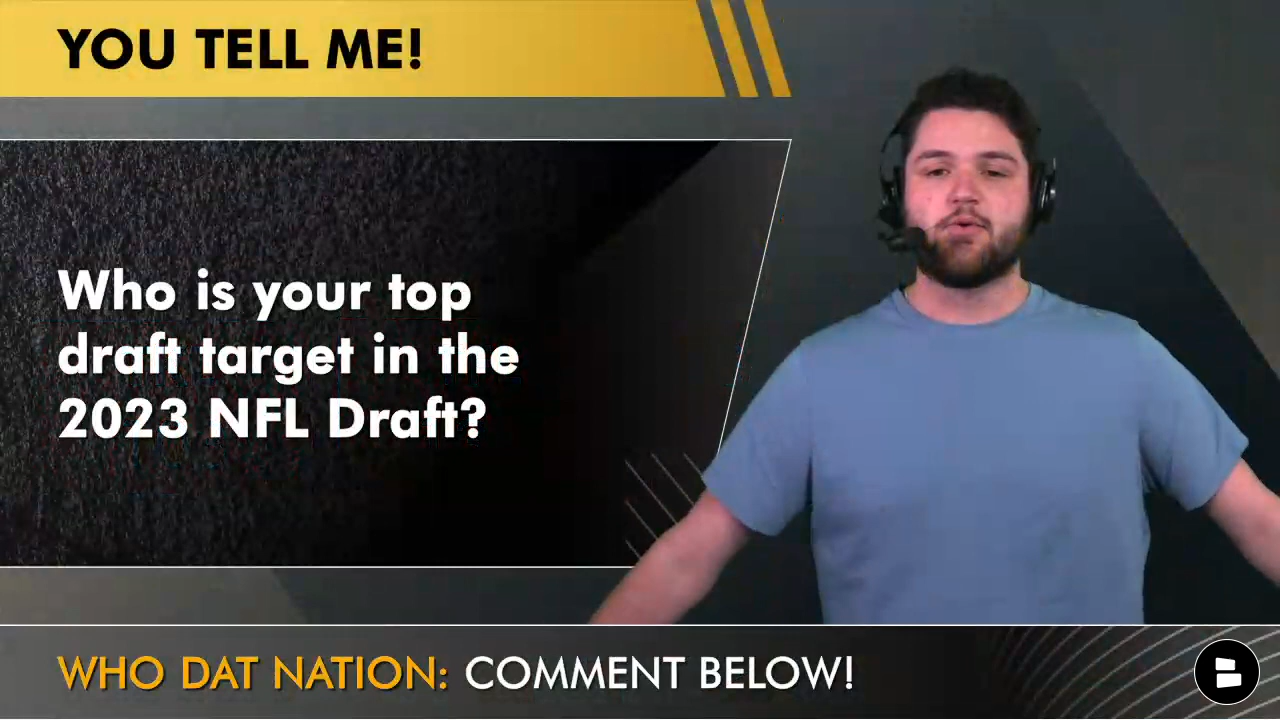 YOU TELL ME!
Who is your top
draft target in the
2023 NFL Draft?
WHO DAT NATION: COMMENT BELOW!